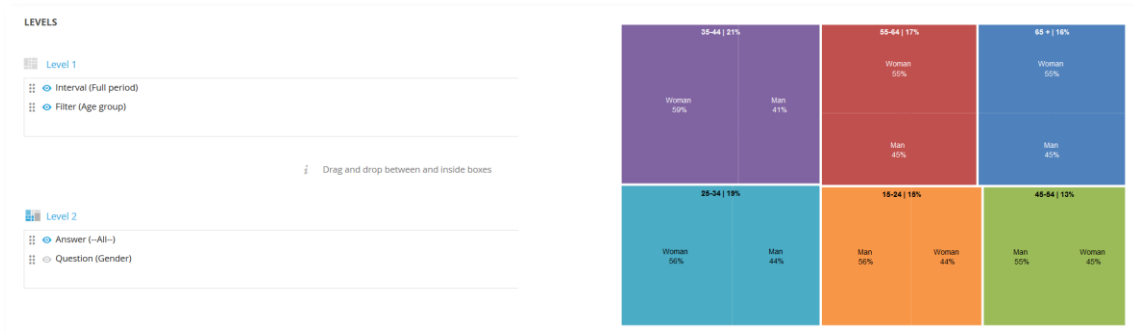 LEVELS
Level 1
Interval (Full period)
Filter (Age group)
i Drag and drop between and inside boxes
Level 2
Answer (--All--)
Question (Gender)
35-44 | 21%
Woman
59%
Man
41%
55-64 | 17%
Woman
55%
Man
45%
65 + | 16%
Woman
55%
Man
45%
25-34 | 19%
Woman
56%
Man
44%
15-24 | 15%
Man
56%
Woman
44%
45-54 | 13%
Man
55%
Woman
45%